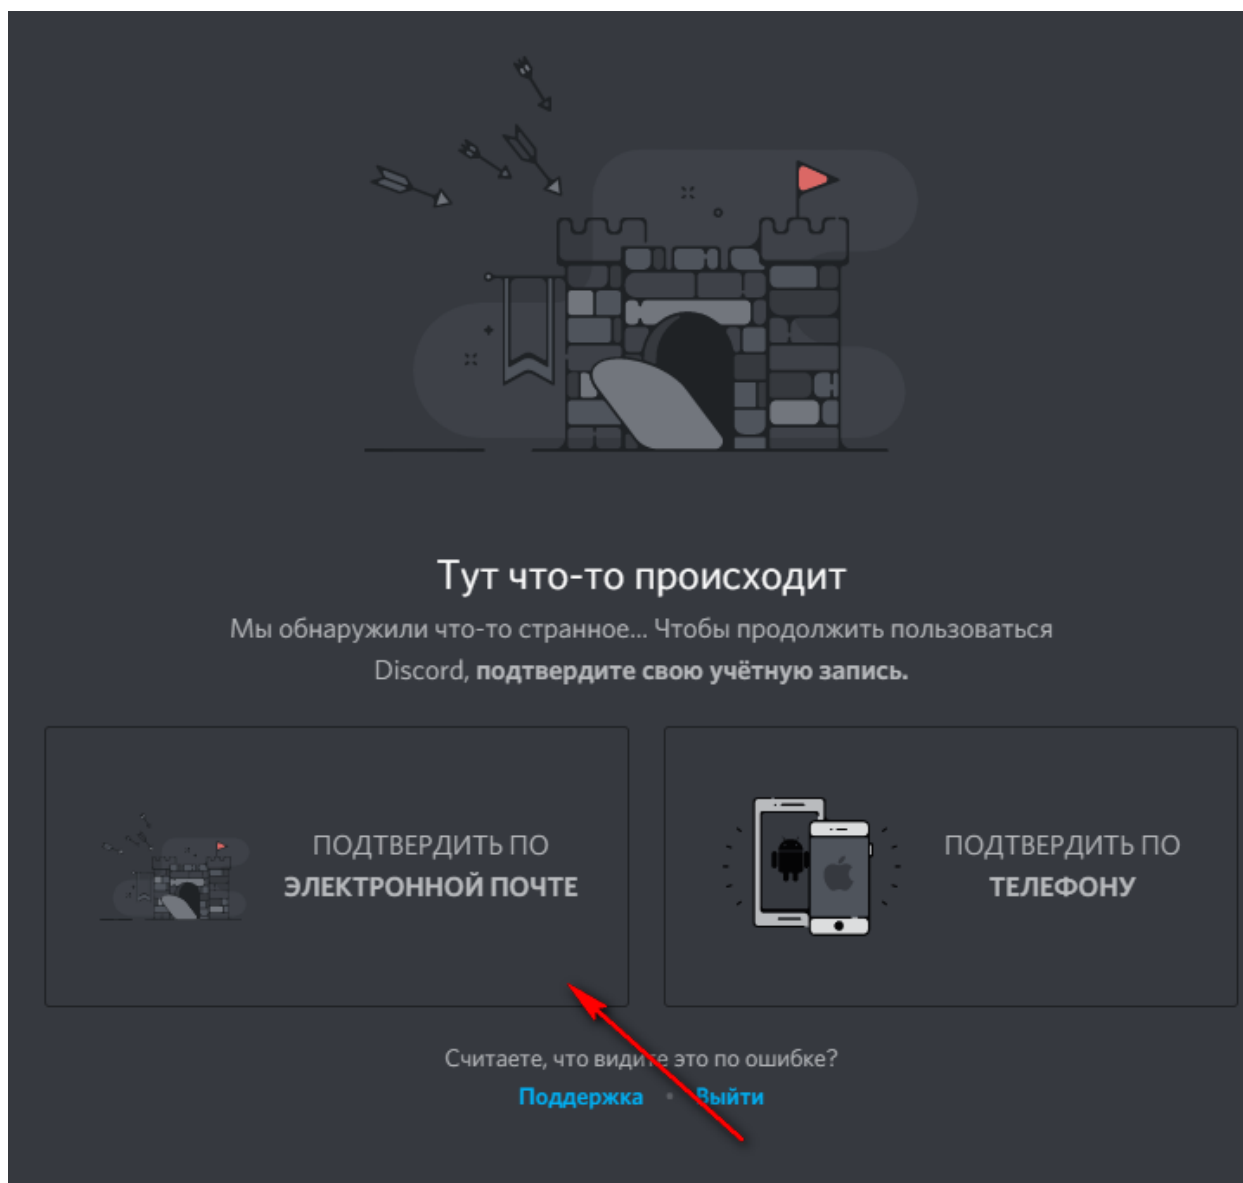 Тут что-то происходит
Мы обнаружили что-то странное... Чтобы продолжить пользоваться
Discord, подтвердите свою учётную запись.
ПОДТВЕРДИТЬ ПО
ЭЛЕКТРОННОЙ ПОЧТЕ
ПОДТВЕРДИТЬ ПО
ТЕЛЕФОНУ
Считаете, что видите это по ошибке?
Поддержка • Выйти